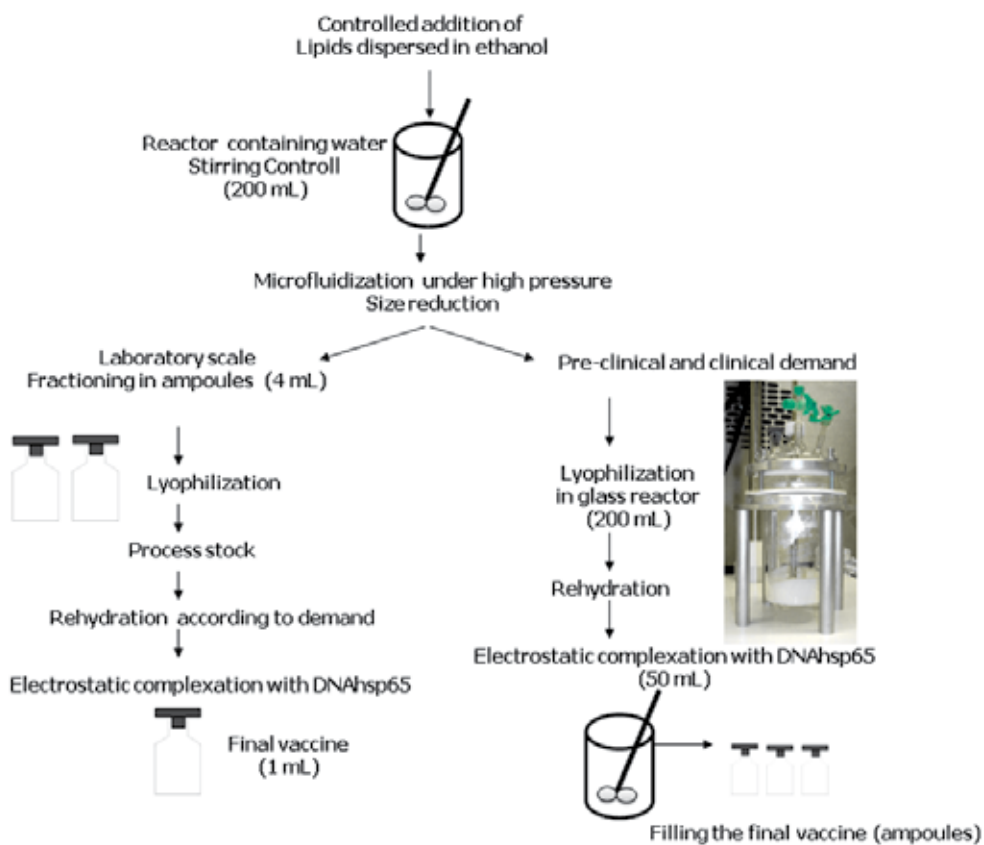 Controlled addition of
Lipids dispersed in ethanol
Reactor containing water
Stirring Controll
(200 mL)
Microfluidization under high pressure
Size reduction
Laboratory scale
Fractioning in ampoules (4 mL)
Lyophilization
Process stock
Rehydration according to demand
Electrostatic complexation with DNAhsp65
Final vaccine
(1 mL)
Pre-clinical and clinical demand
Lyophilization
in glass reactor
(200 mL)
Rehydration
Electrostatic complexation with DNAhsp65
(50 mL)
Filling the final vaccine (ampoules)